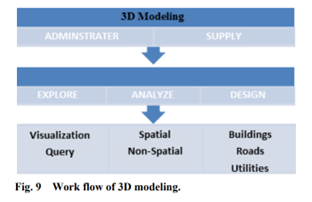 3D Modeling
ADMINSTRATER SUPPLY
EXPLORE ANALYZE DESIGN
Visualization Spatial Buildings
Query Non-Spatial Roads
Utilities
Fig. 9 Work flow of 3D modeling.